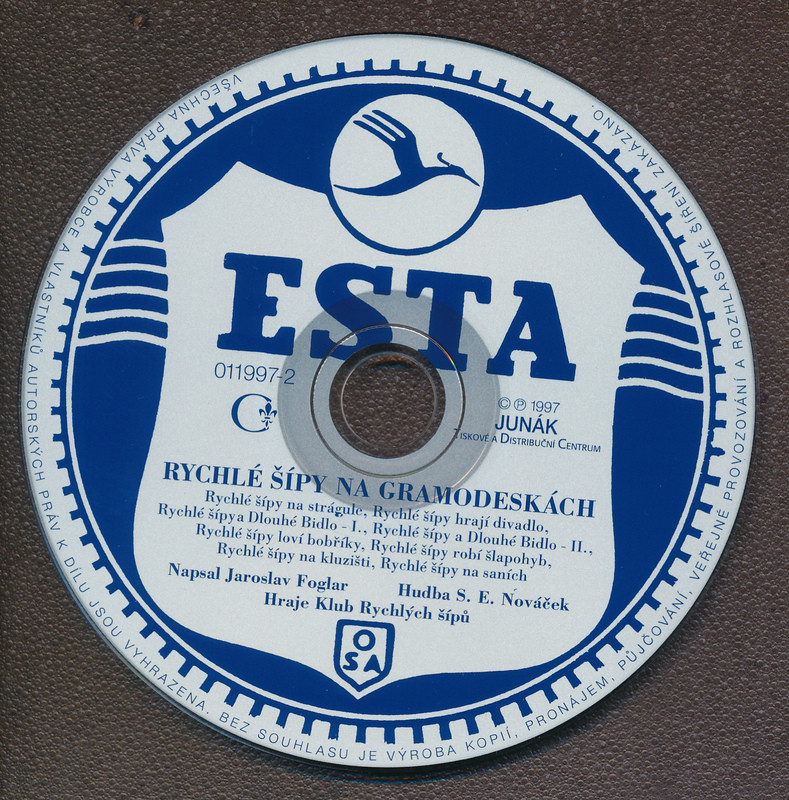 ESTA
011997-2
© ℗ 1997
JUNÁK
TISKOVÉ A DISTRIBUČNÍ CENTRUM
RYCHLÉ ŠÍPY NA GRAMODESKÁCH
Rychlé šípy na strágule, Rychlé šípy hrají divadlo,
Rychlé šípy a Dlouhé Bidlo - I., Rychlé šípy a Dlouhé Bidlo - II.,
Rychlé šípy loví bobříky, Rychlé šípy robí šlapohyb,
Rychlé šípy na kluzišti, Rychlé šípy na saních
Napsal Jaroslav Foglar Hudba S. E. Nováček
Hraje Klub Rychlých šípů
OSA
VŠECHNA PRÁVA VÝROBCE A VLASTNÍKŮ AUTORSKÝCH PRÁV K DÍLU JSOU VYHRAZENA. BEZ SOUHLASU JE VÝROBA KOPIÍ, PRONÁJEM, PŮJČOVÁNÍ, VEŘEJNÉ PROVOZOVÁNÍ A ROZHLASOVÉ ŠÍŘENÍ ZAKÁZÁNO.